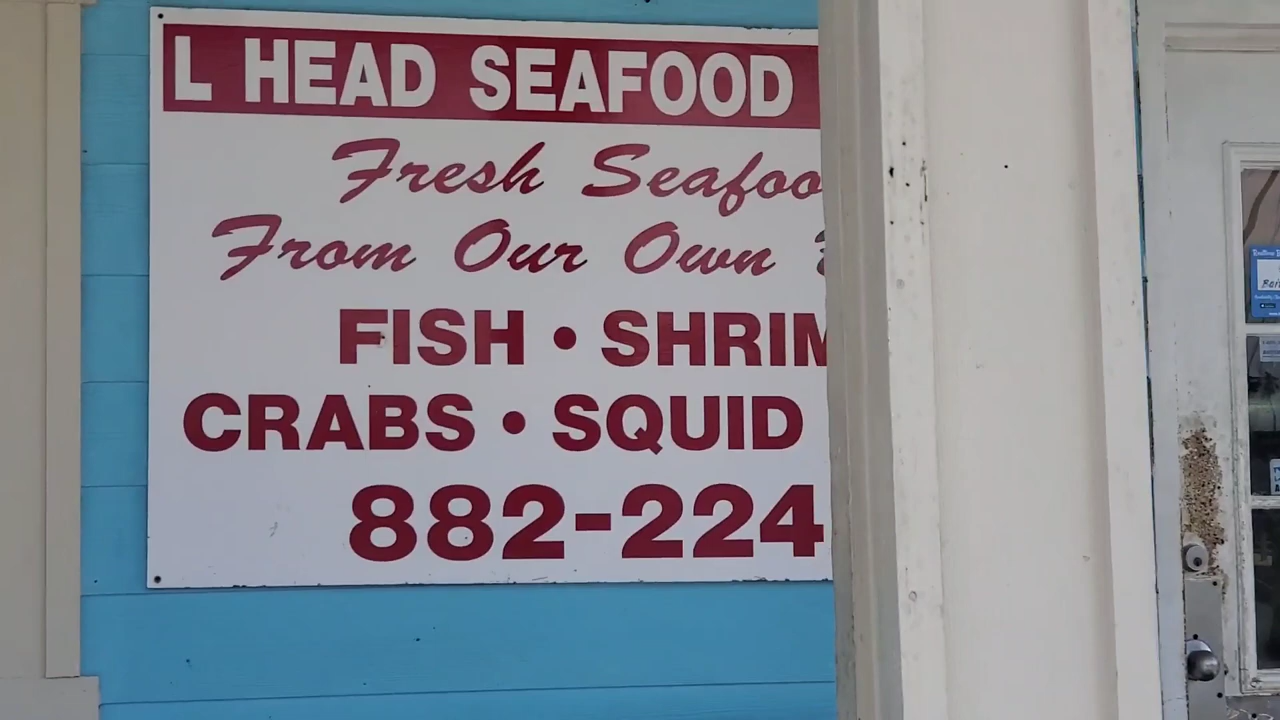 L HEAD SEAFOOD
Fresh Seafoo
From Our Own
FISH • SHRIM
CRABS • SQUID
882-224